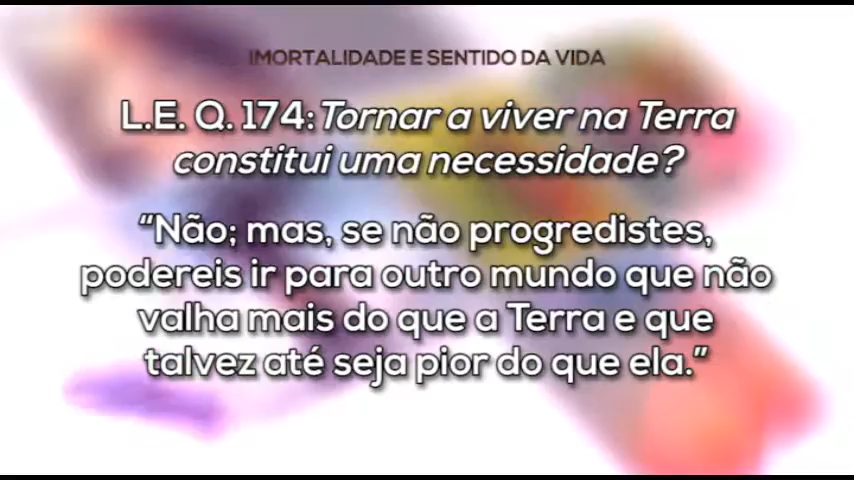 IMORTALIDADE E SENTIDO DA VIDA
L.E. Q. 174: Tornar a viver na Terra
constitui uma necessidade?
“Não; mas, se não progredistes,
podereis ir para outro mundo que não
valha mais do que a Terra e que
talvez até seja pior do que ela.”